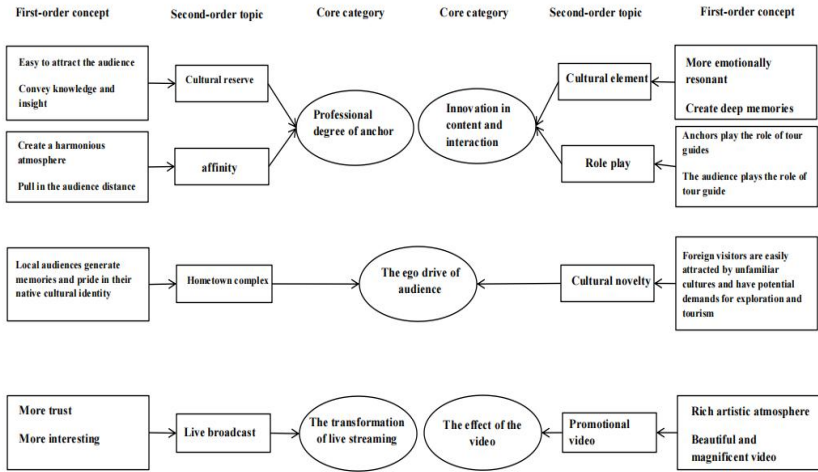 First-order concept
Second-order topic
Core category
Core category
Second-order topic
First-order concept
Easy to attract the audience
Convey knowledge and
insight
Cultural reserve
Create a harmonious
atmosphere
Pull in the audience distance
affinity
Professional
degree of anchor
Innovation in
content and
interaction
Cultural element
More emotionally
resonant
Create deep memories
Role play
Anchors play the role of tour
guides
The audience plays the role of
tour guide
Local audiences generate
memories and pride in their
native cultural identity
Hometown complex
The ego drive of
audience
Cultural novelty
Foreign visitors are easily
attracted by unfamiliar
cultures and have potential
demands for exploration and
tourism
More trust
More interesting
Live broadcast
The transformation
of live streaming
The effect of the
video
Promotional
video
Rich artistic atmosphere
Beautiful and
magnificent video